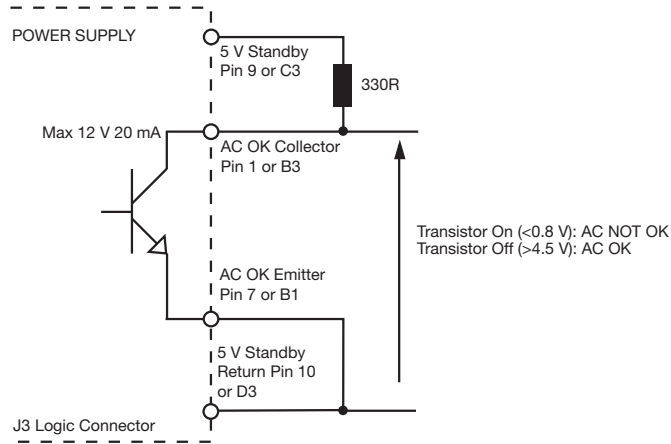 POWER SUPPLY
5 V Standby
Pin 9 or C3
330R
Max 12 V 20 mA
AC OK Collector
Pin 1 or B3
Transistor On (<0.8 V): AC NOT OK
Transistor Off (>4.5 V): AC OK
AC OK Emitter
Pin 7 or B1
5 V Standby
Return Pin 10
or D3
J3 Logic Connector